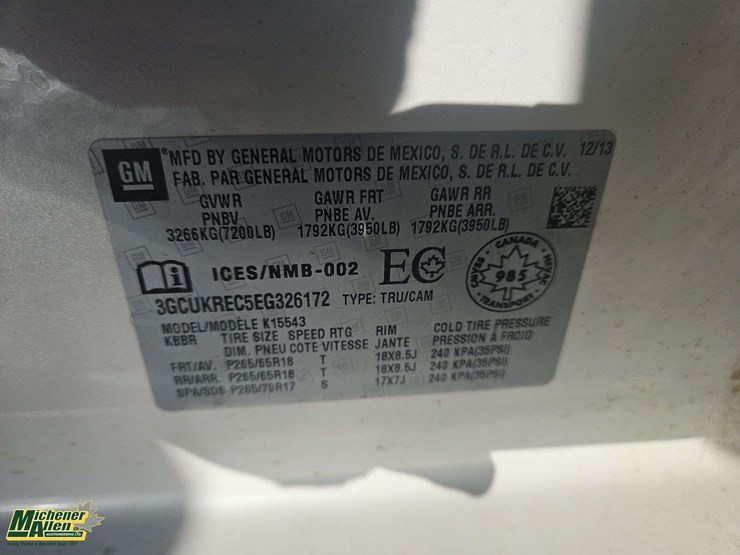 GM
®MFD BY GENERAL MOTORS DE MEXICO, S. DE R.L. DE C.V. 12/13
FAB. PAR GENERAL MOTORS DE MEXICO, S. DE R.L. DE C.V.
GVWR GAWR FRT GAWR RR
PNBV PNBE AV. PNBE ARR.
3266KG(7200LB) 1792KG(3950LB) 1792KG(3950LB)
i ICES/NMB-002 EC
CANADA
985
TRANSPORT
CMVSS
NSVAC
3GCUKREC5EG326172 TYPE: TRU/CAM
MODEL/MODÈLE K15543
KBBR TIRE SIZE SPEED RTG RIM COLD TIRE PRESSURE
DIM. PNEU COTE VITESSE JANTE PRESSION A FROID
FRT/AV. P265/65R18 T 18X8.5J 240 KPA(35PSI)
RR/ARR. P265/65R18 T 18X8.5J 240 KPA(35PSI)
SPA/SDS P265/70R17 S 17X7J 240 KPA(35PSI)
Michener
Allen
AUCTIONEERING LTD.